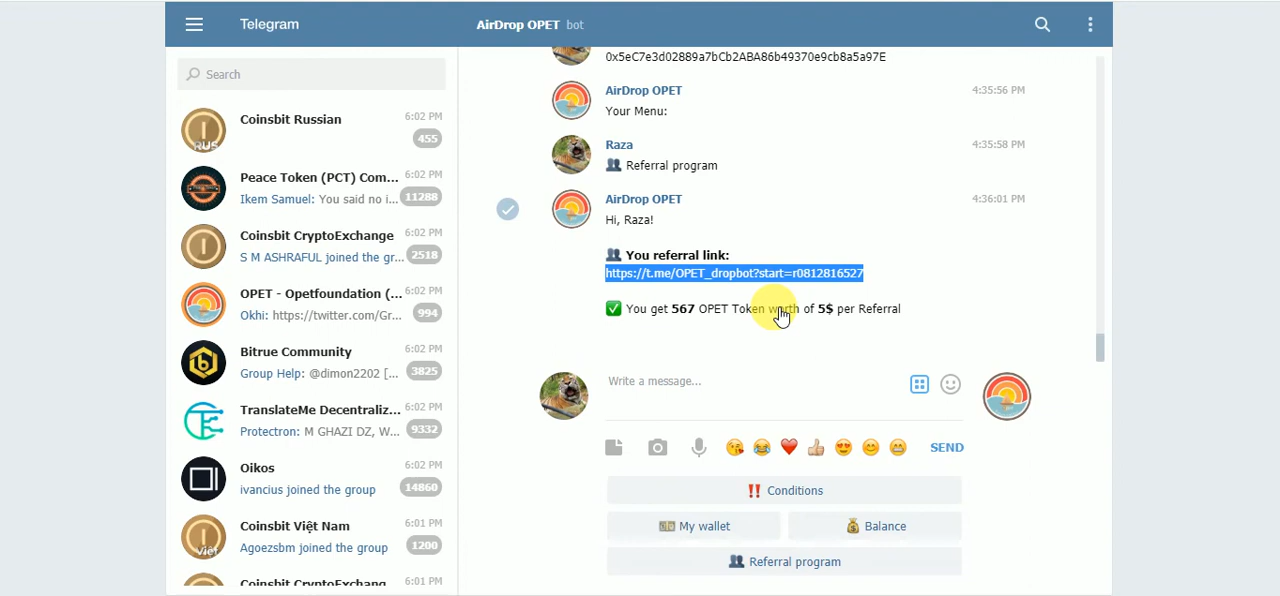 Telegram
AirDrop OPET bot
Search
Coinsbit Russian 6:02 PM
455
RUS
Peace Token (PCT) Com... 6:02 PM
Ikem Samuel: You said no i... 11288
Coinsbit CryptoExchange 6:02 PM
S M ASHRAFUL joined the gr... 2518
OPET - Opetfoundation (... 6:02 PM
Okhi: https://twitter.com/Gr... 994
Bitrue Community 6:02 PM
Group Help: @dimon2202 [... 3825
TranslateMe Decentraliz... 6:02 PM
Protectron: M GHAZI DZ, W... 9332
Oikos 6:02 PM
ivancius joined the group 14860
Coinsbit Việt Nam 6:01 PM
Agoezsbm joined the group 1200
Việt
Coinsbit CryptoExchang... 6:01 PM
0x5eC7e3d02889a7bCb2ABA86b49370e9cb8a5a97E
AirDrop OPET 4:35:56 PM
Your Menu:
Raza 4:35:58 PM
👥 Referral program
AirDrop OPET 4:36:01 PM
Hi, Raza!
👥 You referral link:
https://t.me/OPET_dropbot?start=r0812816527
✅ You get 567 OPET Token worth of 5$ per Referral
Write a message...
SEND
‼️ Conditions
💵 My wallet
💰 Balance
👥 Referral program